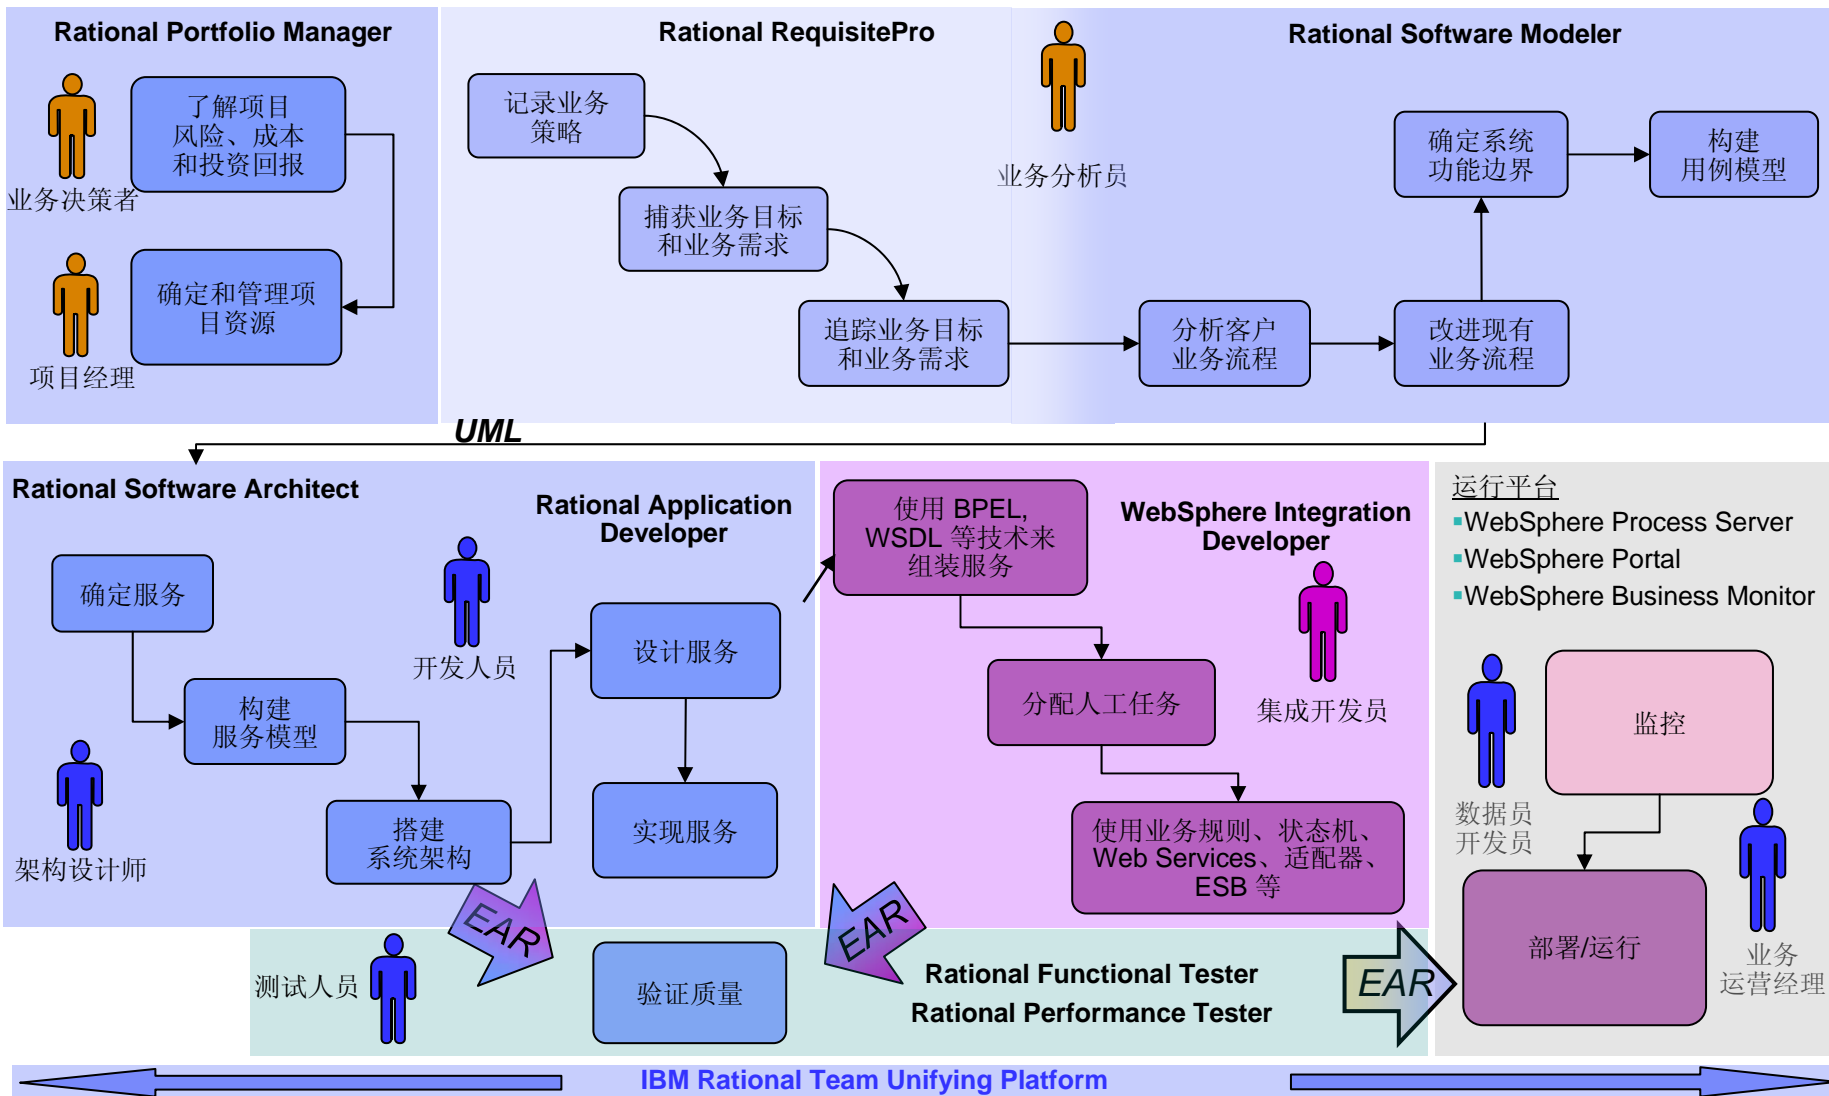 Rational Portfolio Manager
了解项目
风险、成本
和投资回报
业务决策者
确定和管理项
目资源
项目经理
Rational RequisitePro
记录业务
策略
捕获业务目标
和业务需求
追踪业务目标
和业务需求
业务分析员
Rational Software Modeler
确定系统
功能边界
构建
用例模型
分析客户
业务流程
改进现有
业务流程
UML
Rational Software Architect
确定服务
构建
服务模型
搭建
系统架构
架构设计师
Rational Application
Developer
开发人员
设计服务
实现服务
使用 BPEL,
WSDL 等技术来
组装服务
WebSphere Integration
Developer
分配人工任务
集成开发员
使用业务规则、状态机、
Web Services、适配器、
ESB 等
运行平台
▪WebSphere Process Server
▪WebSphere Portal
▪WebSphere Business Monitor
监控
数据员
开发员
部署/运行
业务
运营经理
EAR
EAR
EAR
测试人员
验证质量
Rational Functional Tester
Rational Performance Tester
IBM Rational Team Unifying Platform